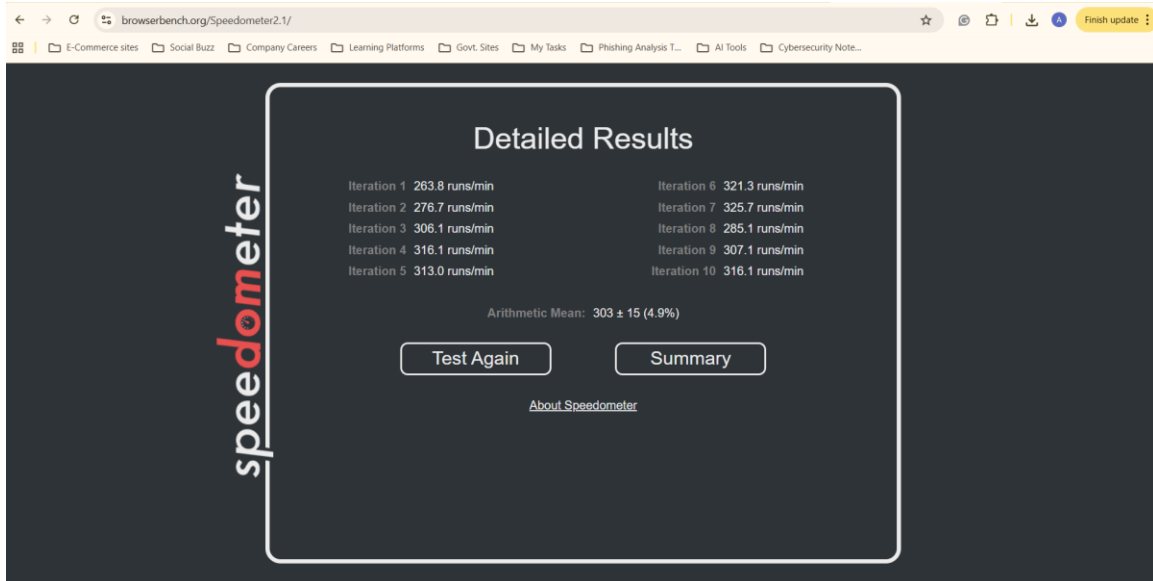 browserbench.org/Speedometer2.1/
A
Finish update
E-Commerce sites Social Buzz Company Careers Learning Platforms Govt. Sites My Tasks Phishing Analysis T... AI Tools Cybersecurity Note...
speedometer
Detailed Results
Iteration 1 263.8 runs/min
Iteration 2 276.7 runs/min
Iteration 3 306.1 runs/min
Iteration 4 316.1 runs/min
Iteration 5 313.0 runs/min
Iteration 6 321.3 runs/min
Iteration 7 325.7 runs/min
Iteration 8 285.1 runs/min
Iteration 9 307.1 runs/min
Iteration 10 316.1 runs/min
Arithmetic Mean: 303 ± 15 (4.9%)
Test Again
Summary
About Speedometer